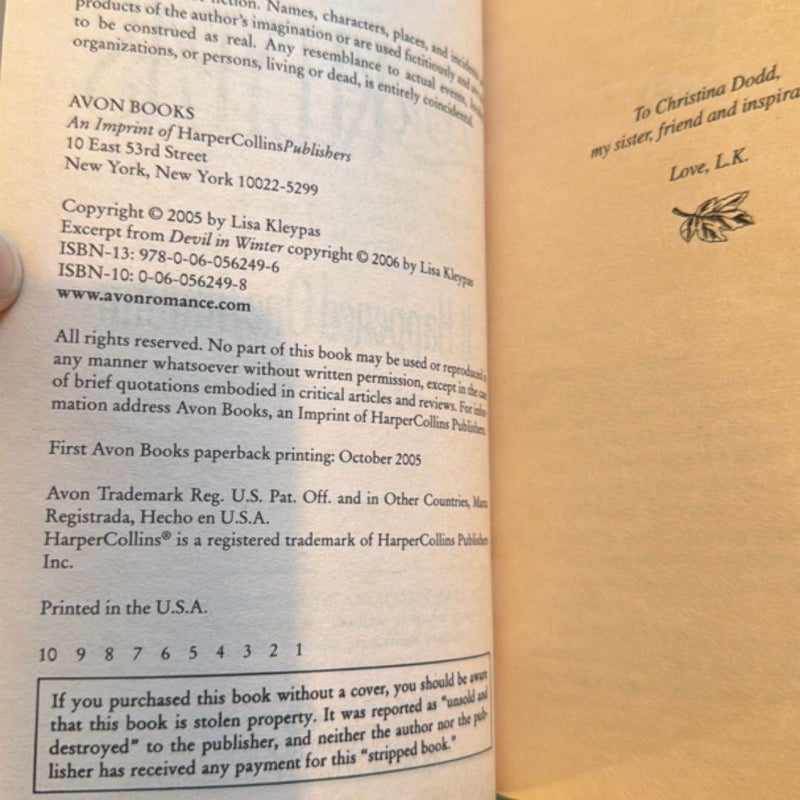 fiction. Names, characters, places, and incidents
products of the author's imagination or are used fictitiously and are
to be construed as real. Any resemblance to actual events,
organizations, or persons, living or dead, is entirely coincidental.
AVON BOOKS
An Imprint of HarperCollinsPublishers
10 East 53rd Street
New York, New York 10022-5299
Copyright © 2005 by Lisa Kleypas
Excerpt from Devil in Winter copyright © 2006 by Lisa Kleypas
ISBN-13: 978-0-06-056249-6
ISBN-10: 0-06-056249-8
www.avonromance.com
All rights reserved. No part of this book may be used or reproduced in
any manner whatsoever without written permission, except in the case
of brief quotations embodied in critical articles and reviews. For infor-
mation address Avon Books, an Imprint of HarperCollins Publishers.
First Avon Books paperback printing: October 2005
Avon Trademark Reg. U.S. Pat. Off. and in Other Countries, Marca
Registrada, Hecho en U.S.A.
HarperCollins® is a registered trademark of HarperCollins Publishers
Inc.
Printed in the U.S.A.
10 9 8 7 6 5 4 3 2 1
If you purchased this book without a cover, you should be aware
that this book is stolen property. It was reported as "unsold and
destroyed" to the publisher, and neither the author nor the pub-
lisher has received any payment for this "stripped book."
To Christina Dodd,
my sister, friend and inspira
Love, L.K.